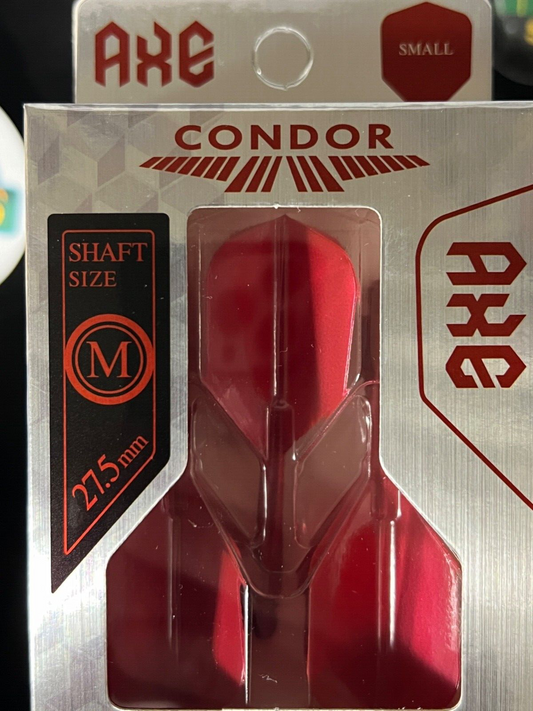 AXE
SMALL
CONDOR
SHAFT
SIZE
M
27.5mm
AXE